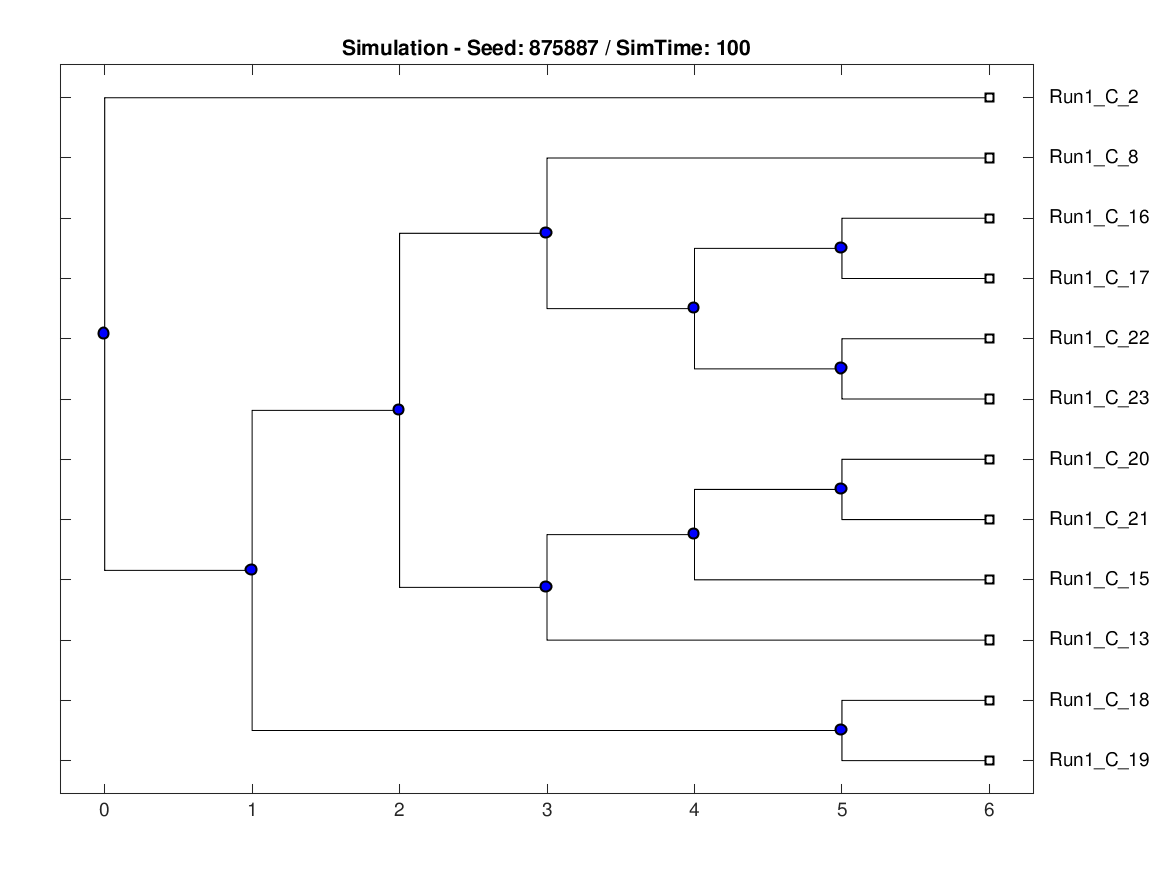 Simulation - Seed: 875887 / SimTime: 100
Run1_C_2
Run1_C_8
Run1_C_16
Run1_C_17
Run1_C_22
Run1_C_23
Run1_C_20
Run1_C_21
Run1_C_15
Run1_C_13
Run1_C_18
Run1_C_19
0 1 2 3 4 5 6